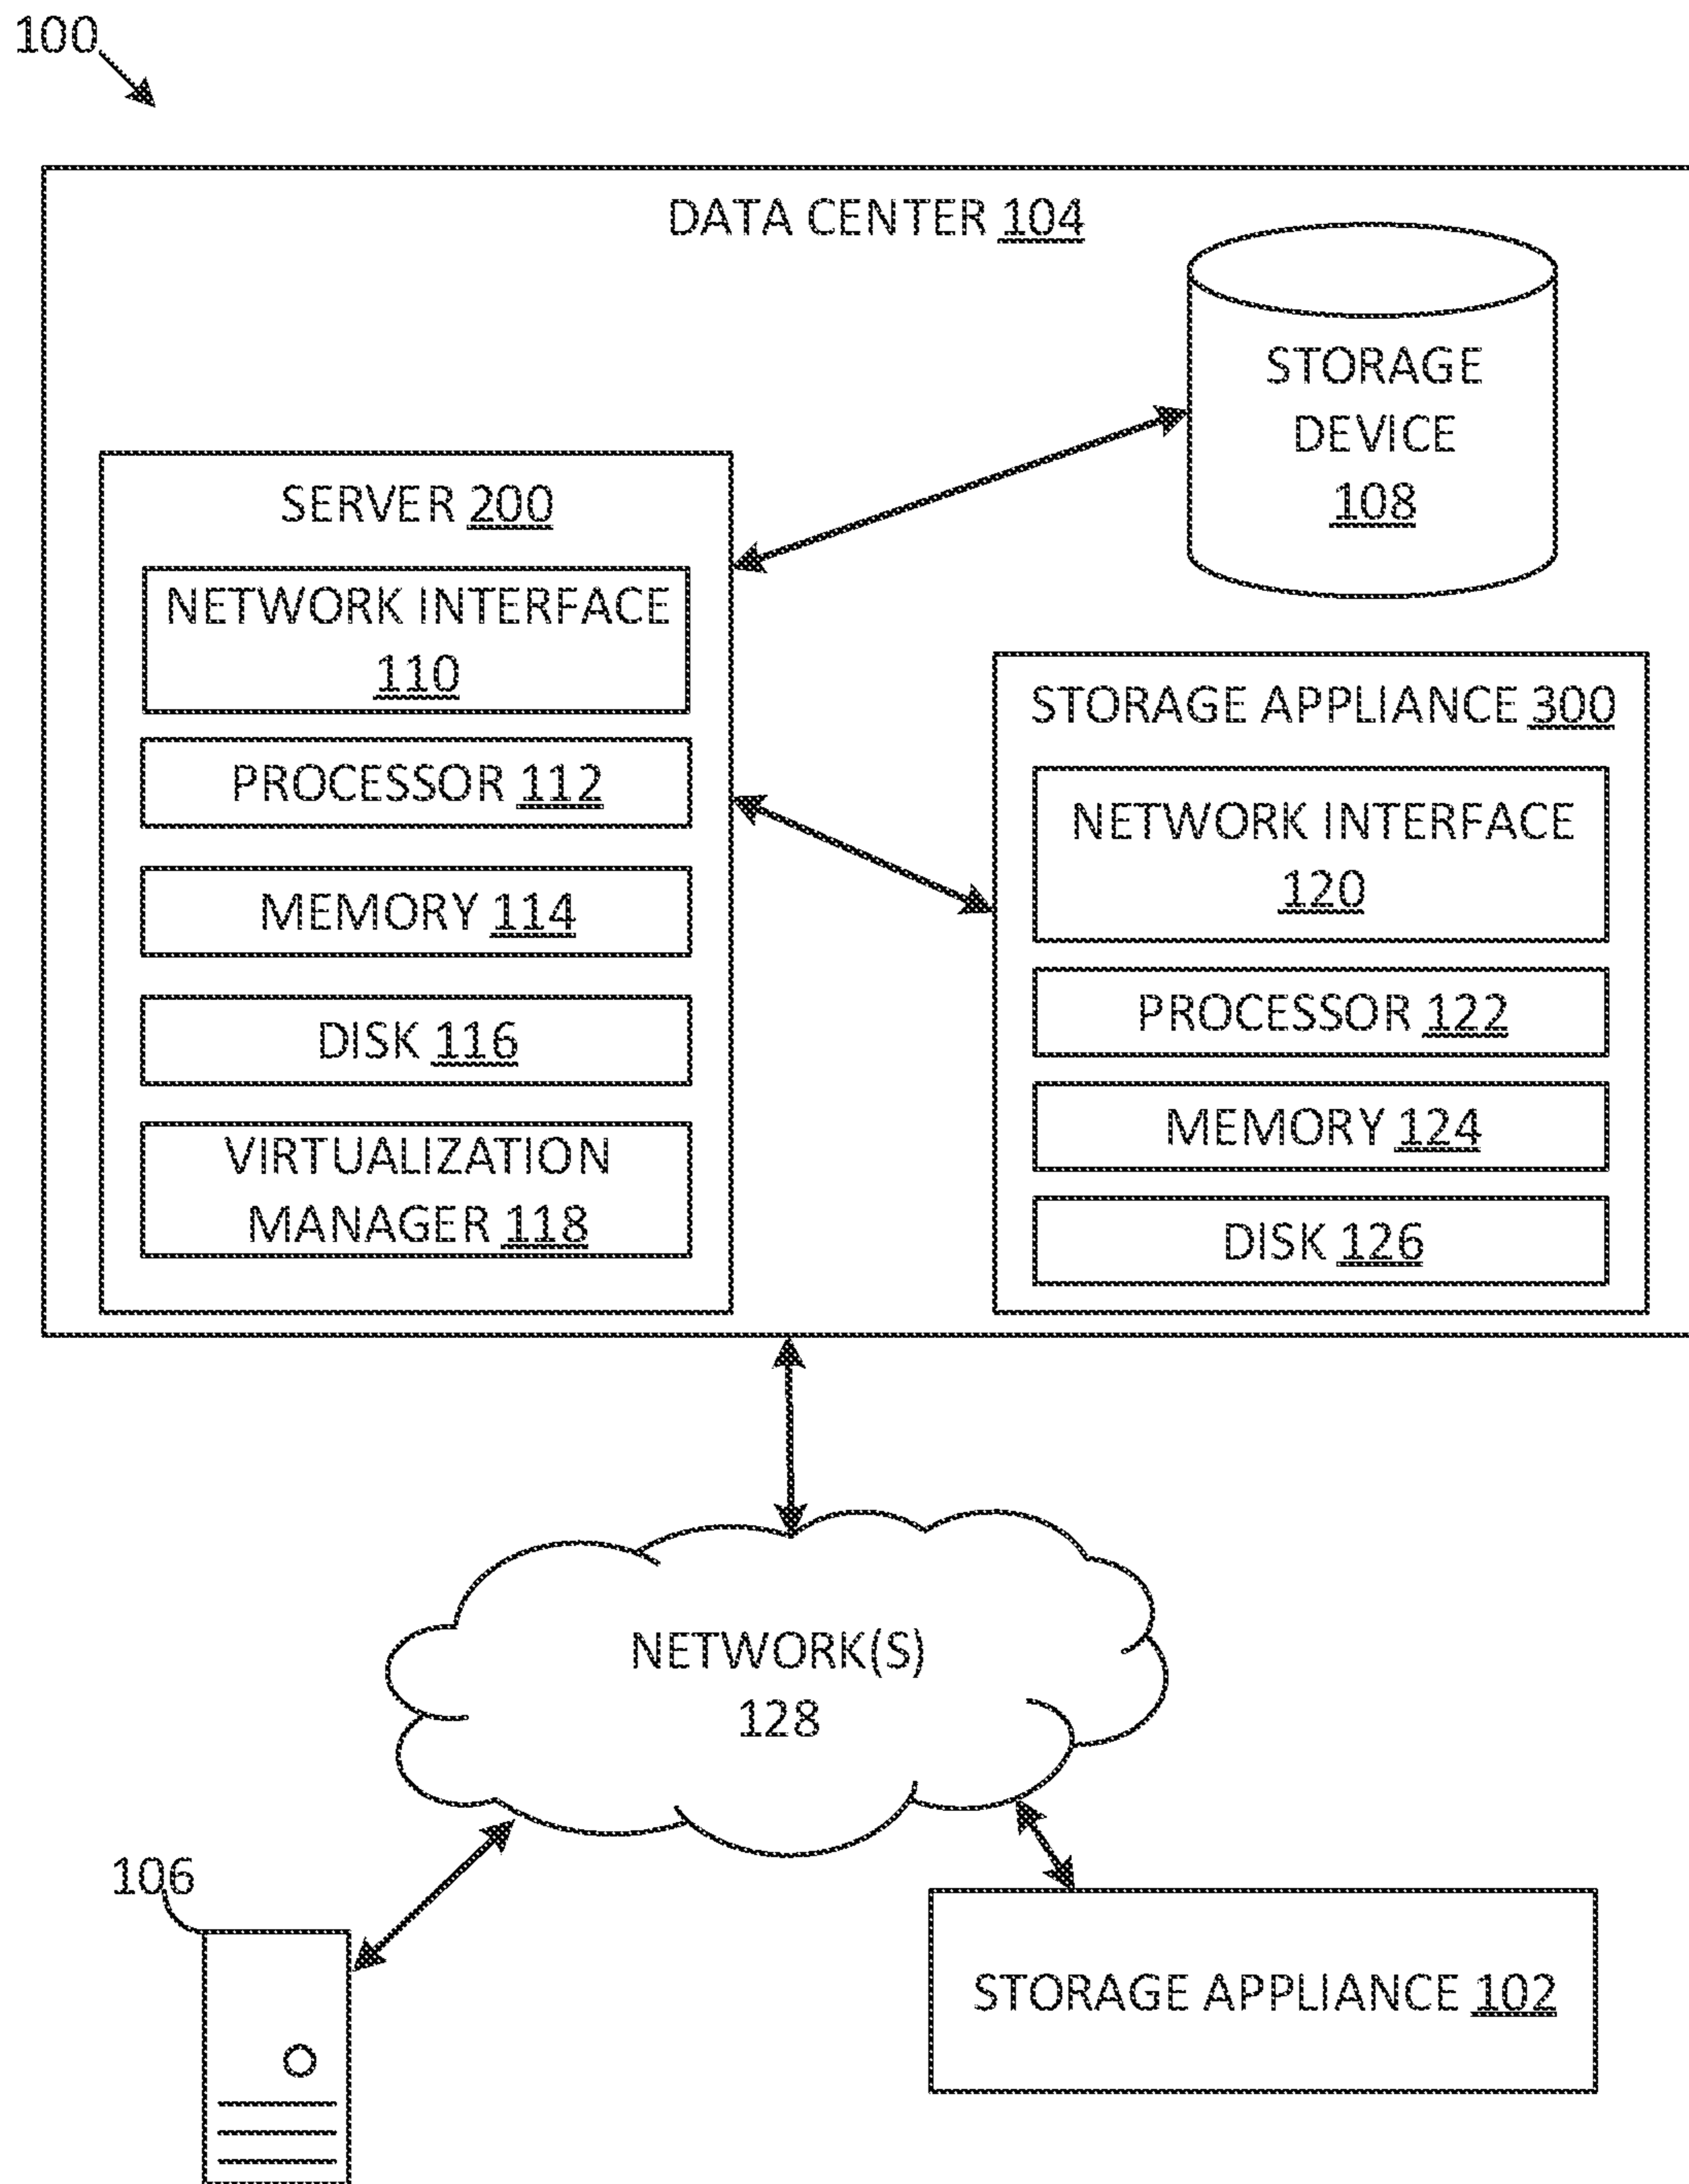 100
DATA CENTER 104
STORAGE
DEVICE
108
SERVER 200
NETWORK INTERFACE
110
PROCESSOR 112
MEMORY 114
DISK 116
VIRTUALIZATION
MANAGER 118
STORAGE APPLIANCE 300
NETWORK INTERFACE
120
PROCESSOR 122
MEMORY 124
DISK 126
NETWORK(S)
128
106
STORAGE APPLIANCE 102